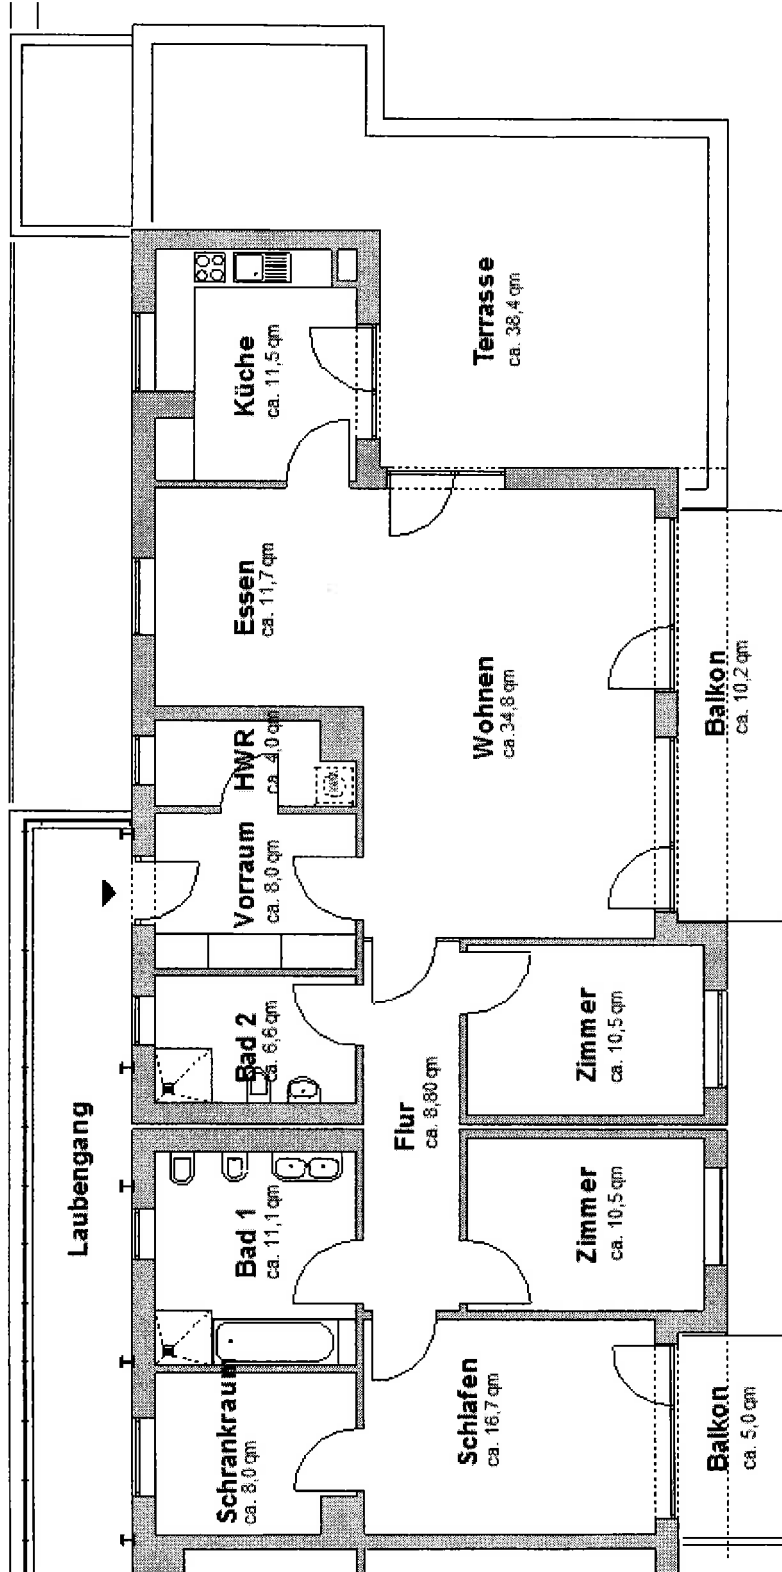 Laubengang
Schrankraum
ca. 8,0 qm
Bad 1
ca. 11,1 qm
Bad 2
ca. 6,6 qm
Vorraum
ca. 8,0 qm
HWR
ca. 4,0 qm
Essen
ca. 11,7 qm
Küche
ca. 11,5 qm
Flur
ca. 8,80 qm
Schlafen
ca. 16,7 qm
Wohnen
ca.34,8 qm
Terrasse
ca. 38,4 qm
Zimmer
ca. 10,5 qm
Zimmer
ca. 10,5 qm
Balkon
ca. 5,0 qm
Balkon
ca. 10,2 qm